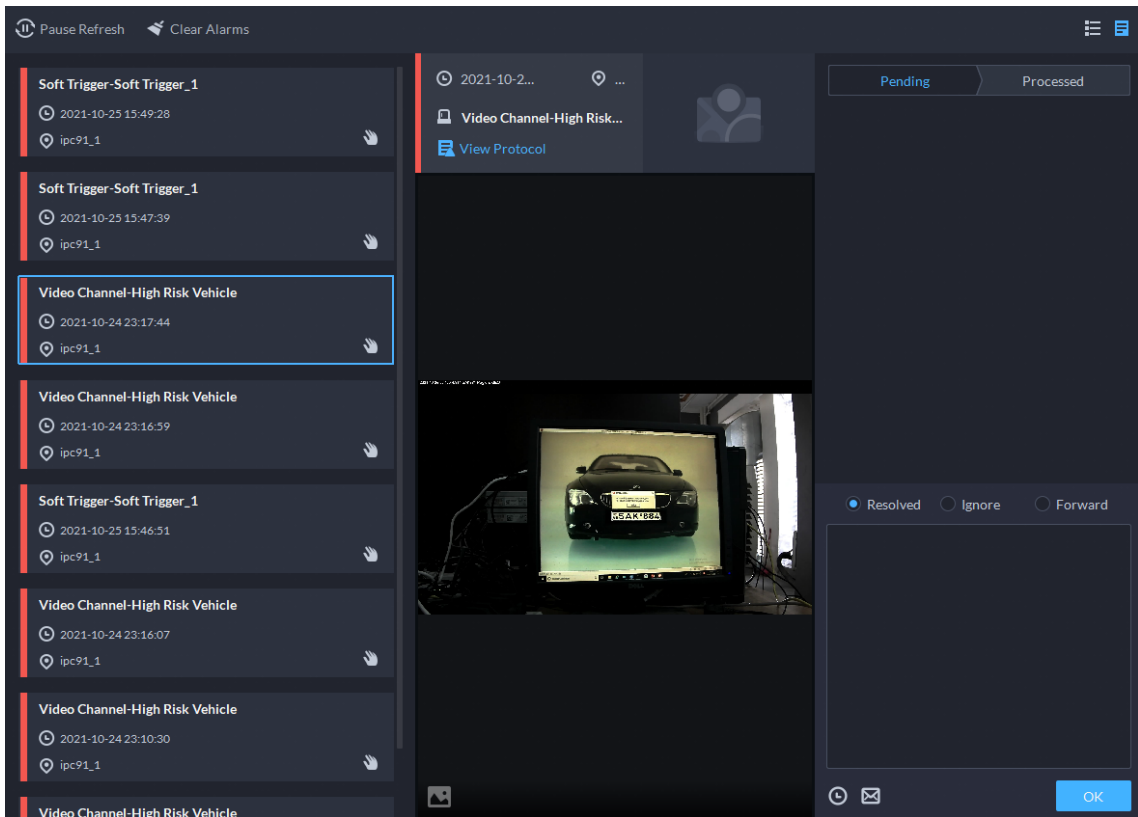 Pause Refresh
Clear Alarms
Soft Trigger-Soft Trigger_1
2021-10-25 15:49:28
ipc91_1
Soft Trigger-Soft Trigger_1
2021-10-25 15:47:39
ipc91_1
Video Channel-High Risk Vehicle
2021-10-24 23:17:44
ipc91_1
Video Channel-High Risk Vehicle
2021-10-24 23:16:59
ipc91_1
Soft Trigger-Soft Trigger_1
2021-10-25 15:46:51
ipc91_1
Video Channel-High Risk Vehicle
2021-10-24 23:16:07
ipc91_1
Video Channel-High Risk Vehicle
2021-10-24 23:10:30
ipc91_1
Video Channel-High Risk Vehicle
2021-10-2...
...
Video Channel-High Risk...
View Protocol
Pending
Processed
Resolved
Ignore
Forward
OK